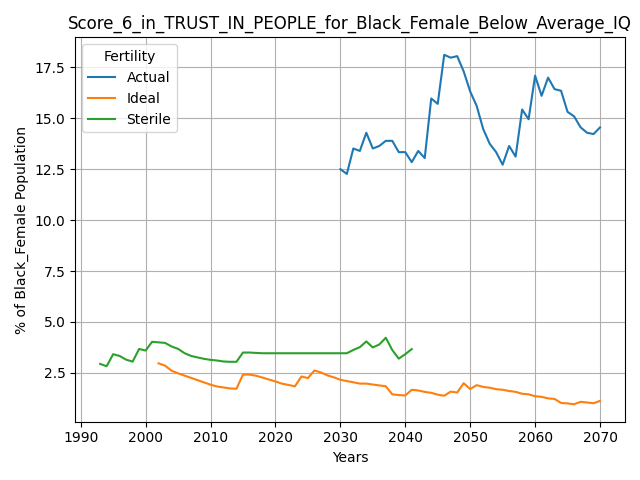 Score_6_in_TRUST_IN_PEOPLE_for_Black_Female_Below_Average_IQ
Fertility
Actual
Ideal
Sterile
% of Black_Female Population
17.5
15.0
12.5
10.0
7.5
5.0
2.5
1990 2000 2010 2020 2030 2040 2050 2060 2070
Years